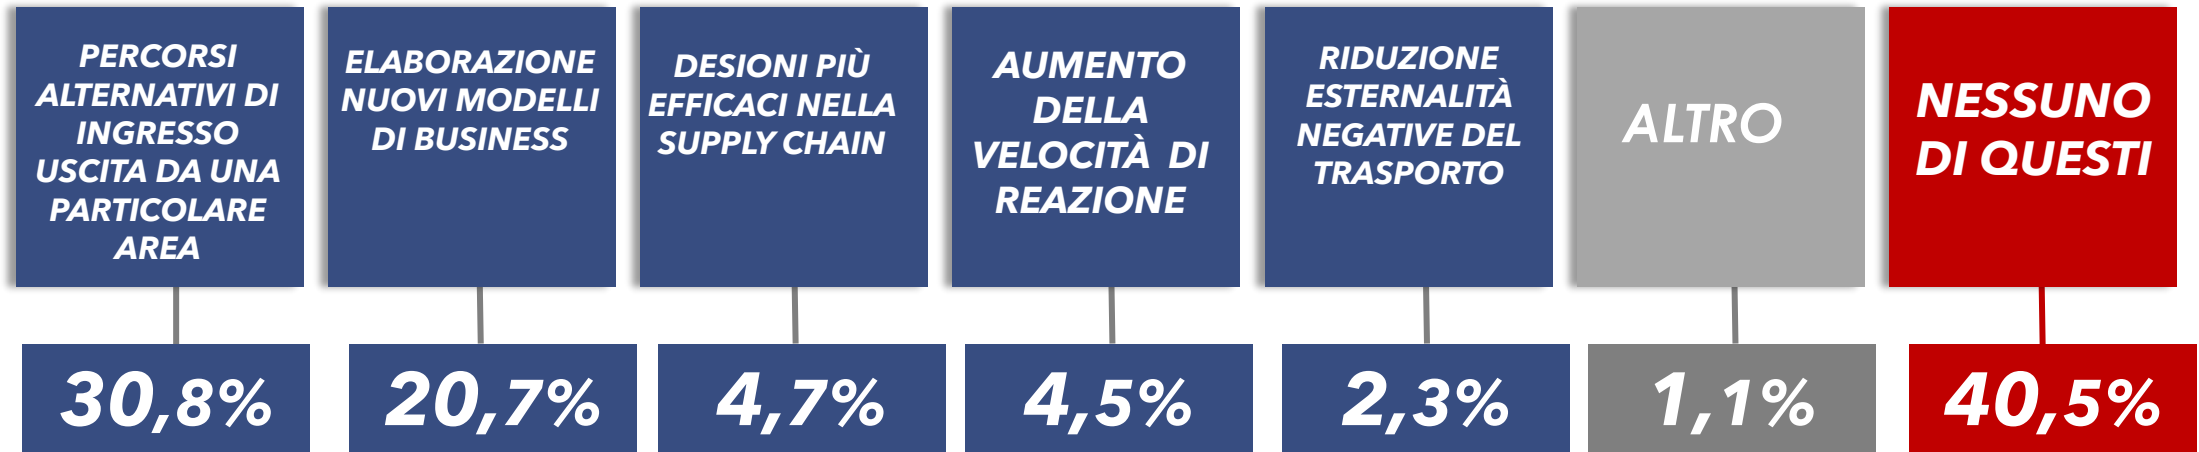 PERCORSI
ALTERNATIVI DI
INGRESSO
USCITA DA UNA
PARTICOLARE
AREA
ELABORAZIONE
NUOVI MODELLI
DI BUSINESS
DESIONI PIÙ
EFFICACI NELLA
SUPPLY CHAIN
AUMENTO
DELLA
VELOCITÀ DI
REAZIONE
RIDUZIONE
ESTERNALITÀ
NEGATIVE DEL
TRASPORTO
ALTRO
NESSUNO
DI QUESTI
30,8%
20,7%
4,7%
4,5%
2,3%
1,1%
40,5%